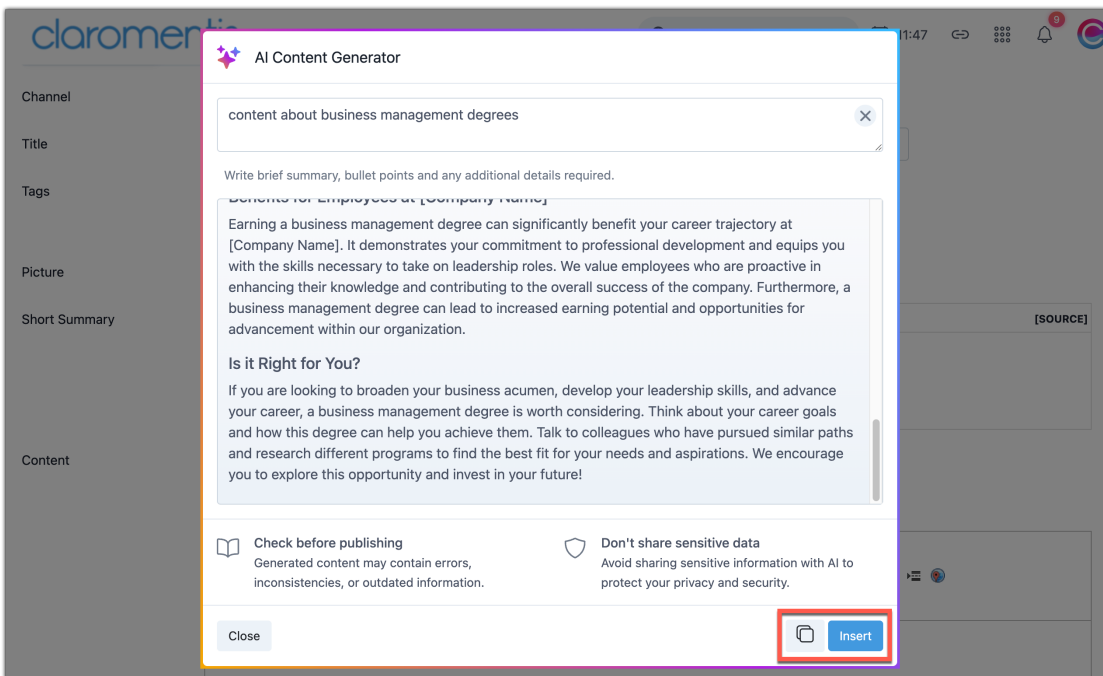 claromentis
11:47
9
AI Content Generator
Channel
content about business management degrees
Title
Write brief summary, bullet points and any additional details required.
Tags
Benefits for Employees at [Company Name]
Earning a business management degree can significantly benefit your career trajectory at
[Company Name]. It demonstrates your commitment to professional development and equips you
with the skills necessary to take on leadership roles. We value employees who are proactive in
enhancing their knowledge and contributing to the overall success of the company. Furthermore, a
business management degree can lead to increased earning potential and opportunities for
advancement within our organization.
Picture
Short Summary
[SOURCE]
Is it Right for You?
If you are looking to broaden your business acumen, develop your leadership skills, and advance
your career, a business management degree is worth considering. Think about your career goals
and how this degree can help you achieve them. Talk to colleagues who have pursued similar paths
and research different programs to find the best fit for your needs and aspirations. We encourage
you to explore this opportunity and invest in your future!
Content
Check before publishing
Generated content may contain errors,
inconsistencies, or outdated information.
Don't share sensitive data
Avoid sharing sensitive information with AI to
protect your privacy and security.
Close
Insert